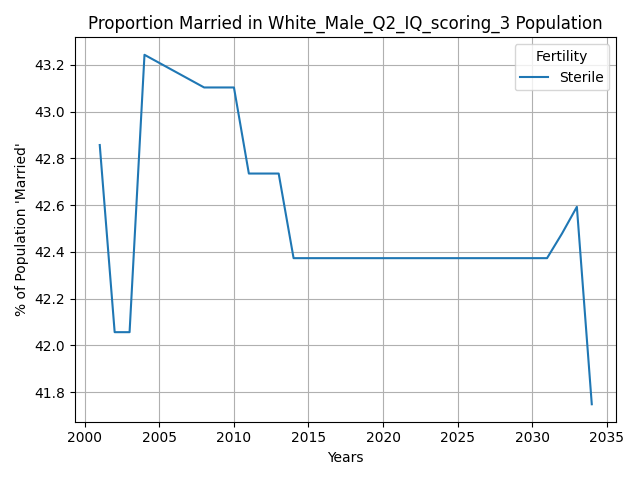 Proportion Married in White_Male_Q2_IQ_scoring_3 Population
Fertility
Sterile
43.2
43.0
42.8
42.6
42.4
42.2
42.0
41.8
% of Population 'Married'
2000 2005 2010 2015 2020 2025 2030 2035
Years